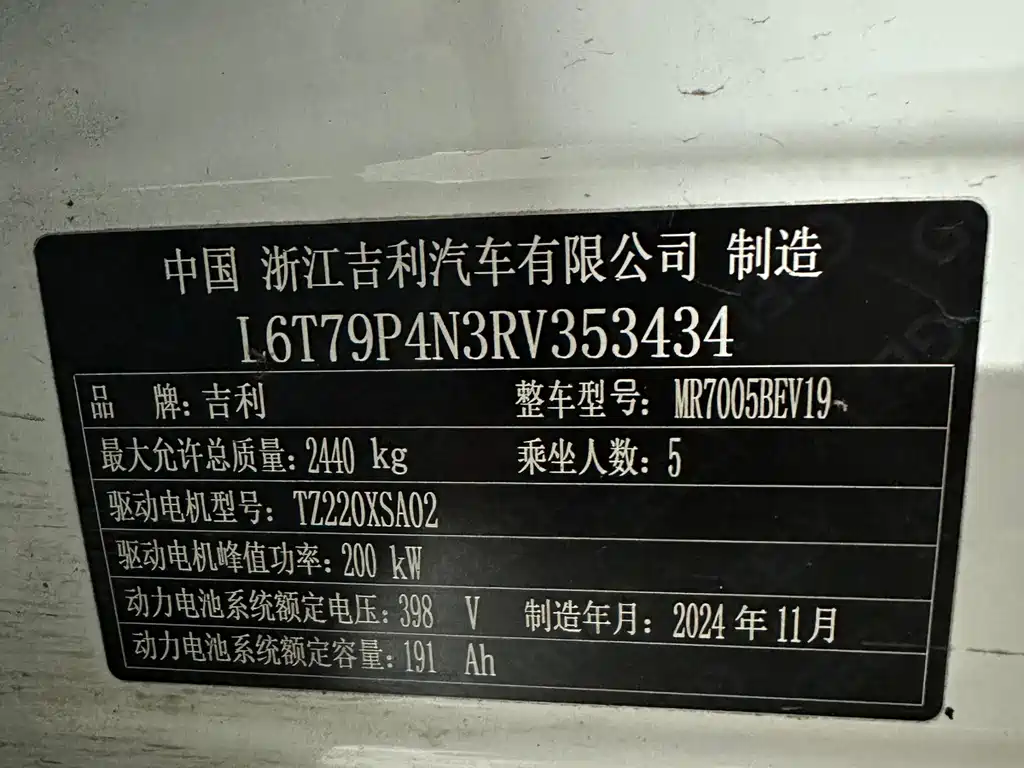 中国 浙江吉利汽车有限公司 制造
L6T79P4N3RV353434
品 牌：吉利 整车型号：MR7005BEV19
最大允许总质量：2440 kg 乘坐人数：5
驱动电机型号：TZ220XSA02
驱动电机峰值功率：200 kW
动力电池系统额定电压：398 V 制造年月：2024年11月
动力电池系统额定容量：191 Ah